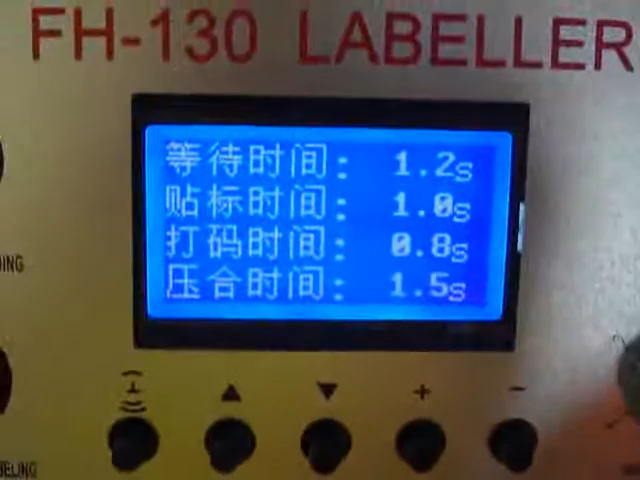 FH-130 LABELLER
等待时间: 1.2s
贴标时间: 1.0s
打码时间: 0.8s
压合时间: 1.5s
▲ ▼ + -